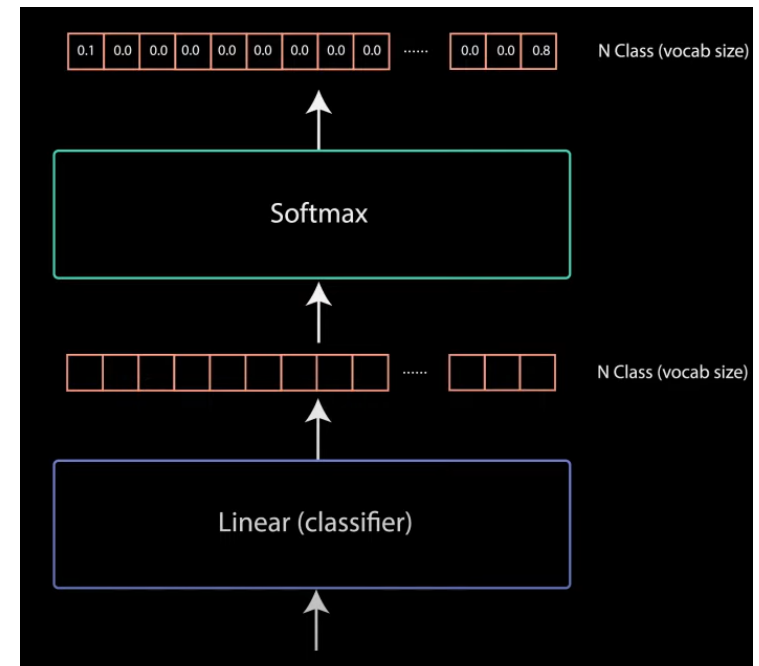 0.1 0.0 0.0 0.0 0.0 0.0 0.0 0.0 0.0 ...... 0.0 0.0 0.8 N Class (vocab size)
Softmax
...... N Class (vocab size)
Linear (classifier)